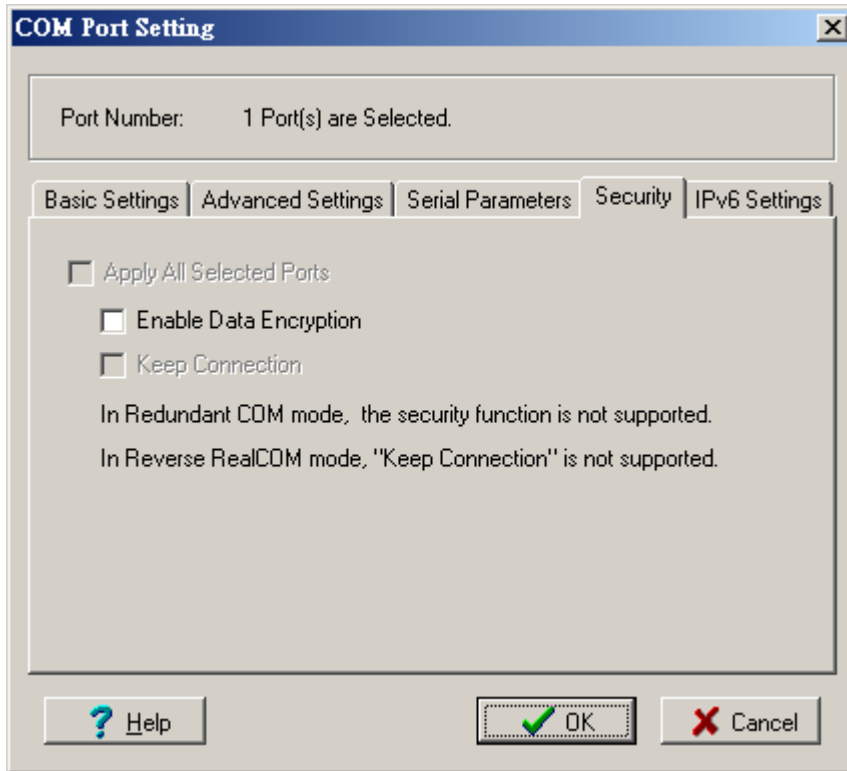 COM Port Setting
Port Number: 1 Port(s) are Selected.
Basic Settings Advanced Settings Serial Parameters Security IPv6 Settings
Apply All Selected Ports
Enable Data Encryption
Keep Connection
In Redundant COM mode, the security function is not supported.
In Reverse RealCOM mode, "Keep Connection" is not supported.
? Help OK Cancel